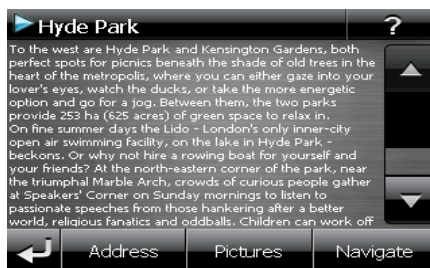 Hyde Park
?
To the west are Hyde Park and Kensington Gardens, both
perfect spots for picnics beneath the shade of old trees in the
heart of the metropolis, where you can either gaze into your
lover's eyes, watch the ducks, or take the more energetic
option and go for a jog. Between them, the two parks
provide 253 ha (625 acres) of green space to relax in.
On fine summer days the Lido - London's only inner-city
open air swimming facility, on the lake in Hyde Park -
beckons. Or why not hire a rowing boat for yourself and
your friends? At the north-eastern corner of the park, near
the triumphal Marble Arch, crowds of curious people gather
at Speakers' Corner on Sunday mornings to listen to
passionate speeches from those hankering after a better
world, religious fanatics and oddballs. Children can work off
Address Pictures Navigate